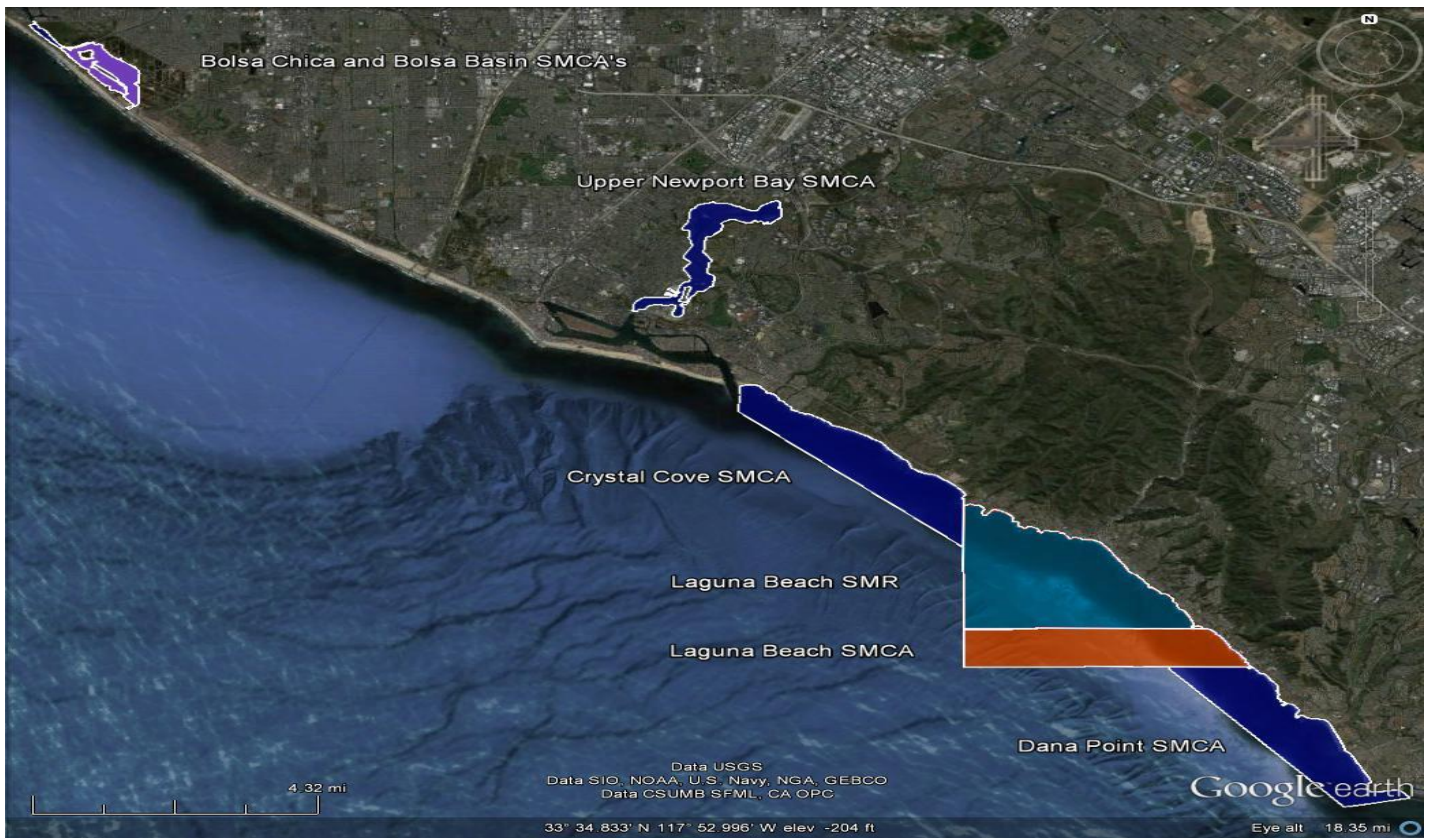 N
Bolsa Chica and Bolsa Basin SMCA's
Upper Newport Bay SMCA
Crystal Cove SMCA
Laguna Beach SMR
Laguna Beach SMCA
Dana Point SMCA
Data USGS
Data SIO, NOAA, U.S. Navy, NGA, GEBCO
Data CSUMB SFML, CA OPC
Google earth
4.32 mi
33° 34.833' N 117° 52.996' W elev -204 ft
Eye alt 18.35 mi